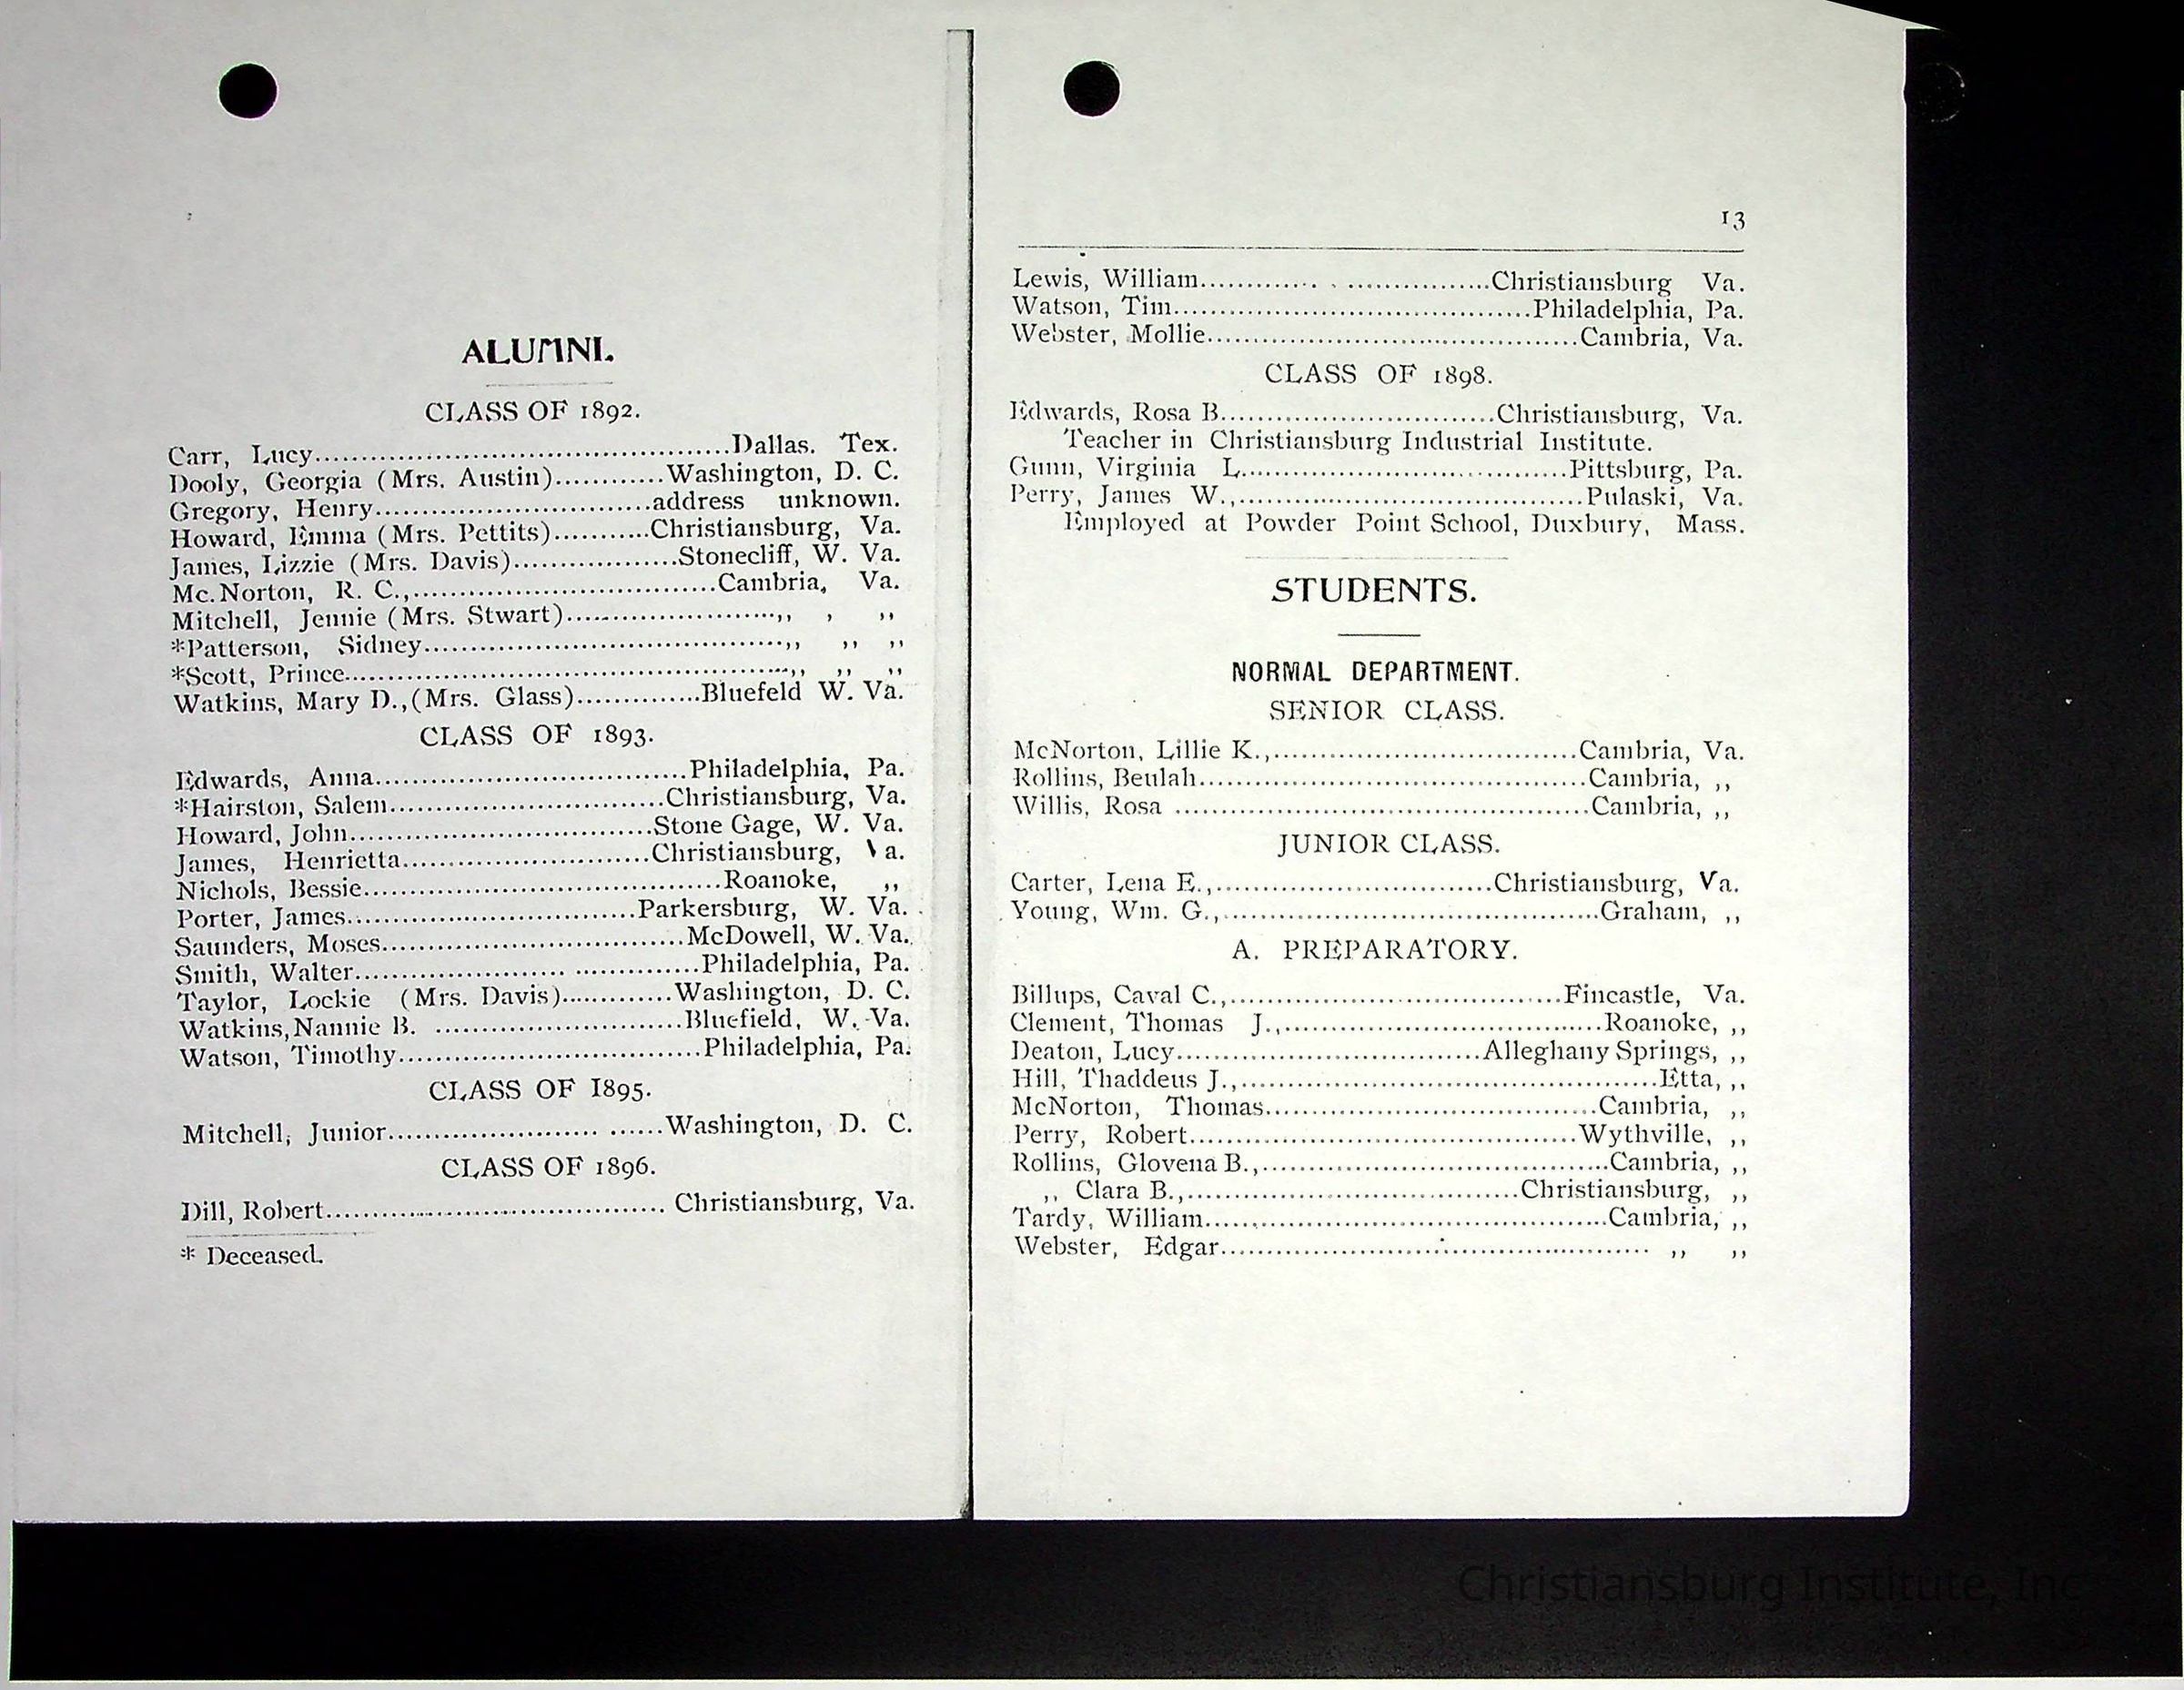 ALUMNI.
CLASS OF 1892.
Carr, Lucy..............................................Dallas. Tex.
Dooly, Georgia (Mrs. Austin)............Washington, D. C.
Gregory, Henry..............................address unknown.
Howard, Emma (Mrs. Pettits)...........Christiansburg, Va.
James, Lizzie (Mrs. Davis)..................Stonecliff, W. Va.
Mc.Norton, R. C.,.................................Cambria, Va.
Mitchell, Jennie (Mrs. Stwart).......................,, , ,,
*Patterson, Sidney.......................................,, ,, ,,
*Scott, Prince................................................,, ,, ,,
Watkins, Mary D.,(Mrs. Glass)..............Bluefeld W. Va.
CLASS OF 1893.
Edwards, Anna..................................Philadelphia, Pa.
*Hairston, Salem..............................Christiansburg, Va.
Howard, John.................................Stone Gage, W. Va.
James, Henrietta...........................Christiansburg, Va.
Nichols, Bessie.......................................Roanoke, ,,
Porter, James...............................Parkersburg, W. Va.
Saunders, Moses.................................McDowell, W. Va.
Smith, Walter....................... ..............Philadelphia, Pa.
Taylor, Lockie (Mrs. Davis)............Washington, D. C.
Watkins,Nannie B. ...........................Bluefield, W. Va.
Watson, Timothy.................................Philadelphia, Pa.
CLASS OF 1895.
Mitchell, Junior....................... ......Washington, D. C.
CLASS OF 1896.
Dill, Robert..................................... Christiansburg, Va.
* Deceased.
13
Lewis, William............. . ................Christiansburg Va.
Watson, Tim.......................................Philadelphia, Pa.
Webster, Mollie........................................Cambria, Va.
CLASS OF 1898.
Edwards, Rosa B..............................Christiansburg, Va.
Teacher in Christiansburg Industrial Institute.
Gunn, Virginia L...................................Pittsburg, Pa.
Perry, James W.,.....................................Pulaski, Va.
Employed at Powder Point School, Duxbury, Mass.
STUDENTS.
NORMAL DEPARTMENT.
SENIOR CLASS.
McNorton, Lillie K.,.................................Cambria, Va.
Rollins, Beulah..........................................Cambria, ,,
Willis, Rosa .............................................Cambria, ,,
JUNIOR CLASS.
Carter, Lena E.,..............................Christiansburg, Va.
Young, Wm. G.,.........................................Graham, ,,
A. PREPARATORY.
Billups, Caval C.,....................................Fincastle, Va.
Clement, Thomas J.,...................................Roanoke, ,,
Deaton, Lucy.................................Alleghany Springs, ,,
Hill, Thaddeus J.,.............................................Etta, ,,
McNorton, Thomas....................................Cambria, ,,
Perry, Robert..........................................Wythville, ,,
Rollins, Glovena B.,......................................Cambria, ,,
,, Clara B.,....................................Christiansburg, ,,
Tardy, William............................................Cambria, ,,
Webster, Edgar.............................................. ,, ,,
Christiansburg Institute, Inc